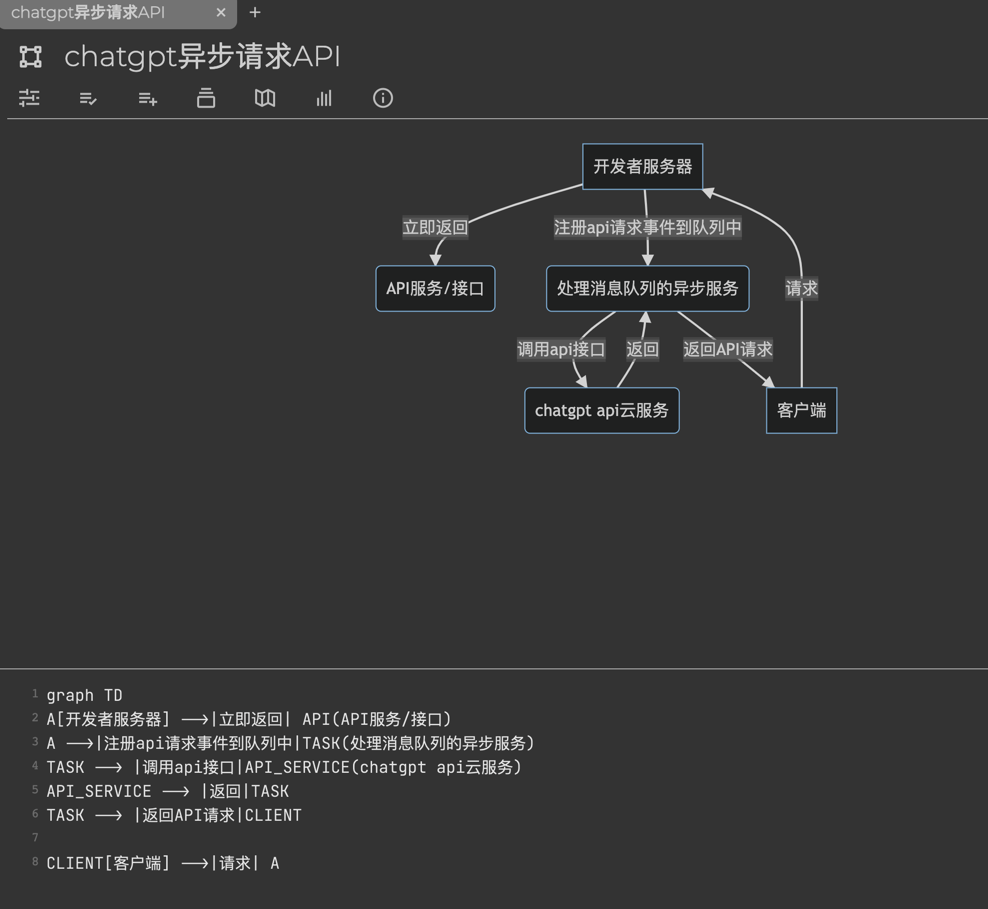 chatgpt异步请求API × +
chatgpt异步请求API
开发者服务器
立即返回 注册api请求事件到队列中
API服务/接口 处理消息队列的异步服务 请求
调用api接口 返回 返回API请求
chatgpt api云服务 客户端
1 graph TD
2 A[开发者服务器] -->|立即返回| API(API服务/接口)
3 A -->|注册api请求事件到队列中|TASK(处理消息队列的异步服务)
4 TASK --> |调用api接口|API_SERVICE(chatgpt api云服务)
5 API_SERVICE --> |返回|TASK
6 TASK --> |返回API请求|CLIENT
7
8 CLIENT[客户端] -->|请求| A